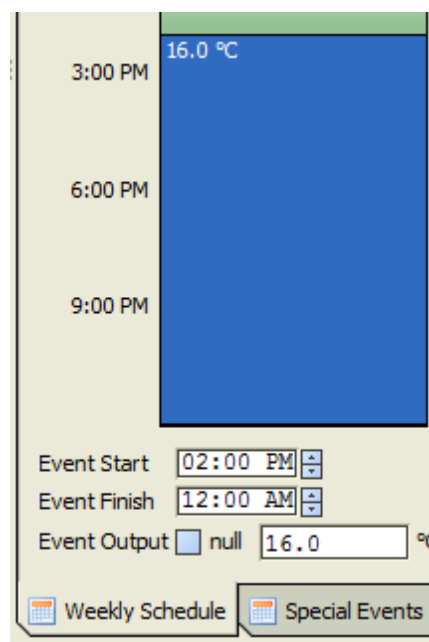 16.0 ℃
3:00 PM
6:00 PM
9:00 PM
Event Start 02:00 PM
Event Finish 12:00 AM
Event Output null 16.0 °
Weekly Schedule Special Events